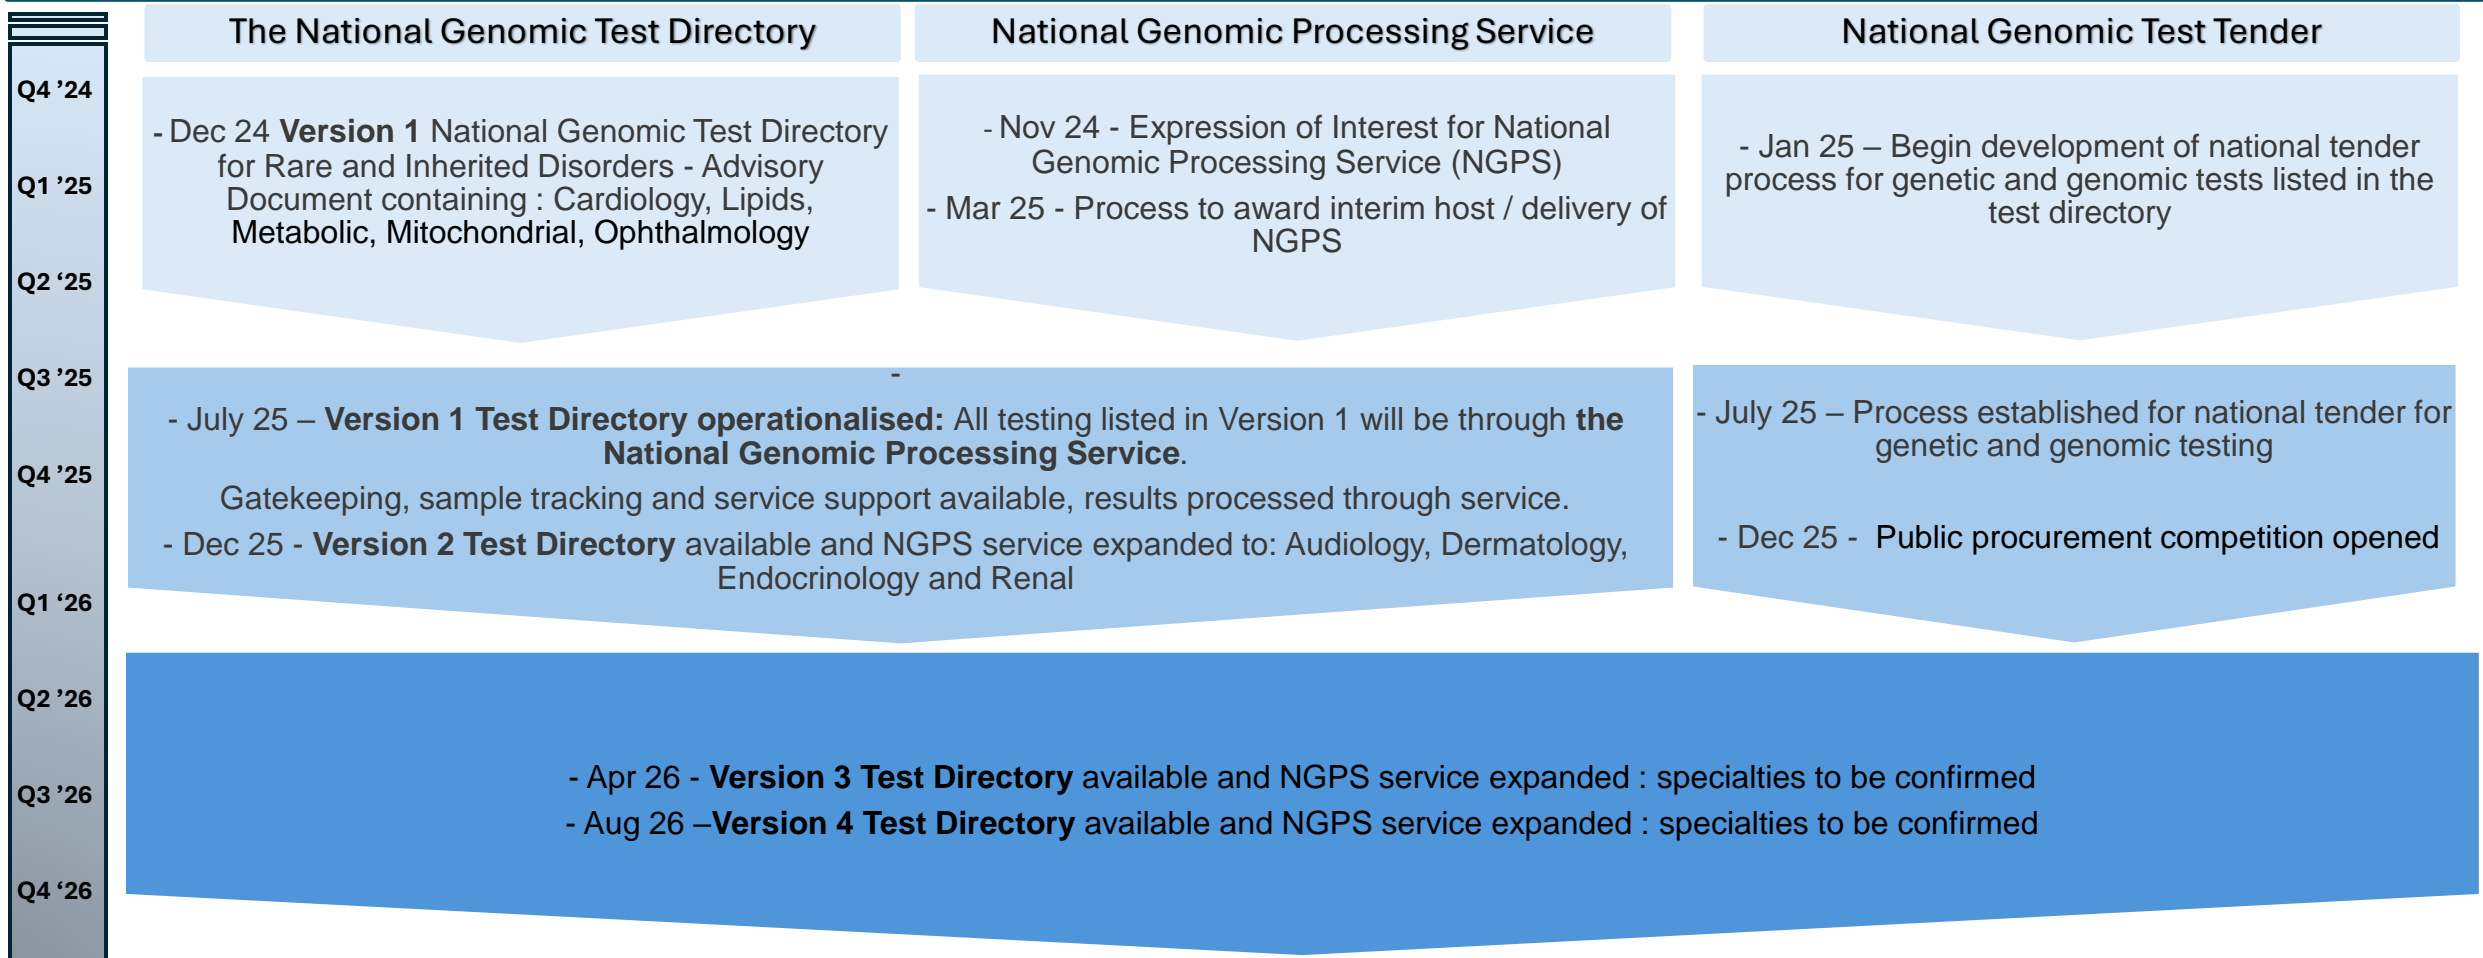 The National Genomic Test Directory
National Genomic Processing Service
National Genomic Test Tender
Q4 ’24
Q1 ’25
Q2 ’25
Q3 ’25
Q4 ’25
Q1 ‘26
Q2 ’26
Q3 ’26
Q4 ‘26
- Dec 24 Version 1 National Genomic Test Directory
for Rare and Inherited Disorders - Advisory
Document containing : Cardiology, Lipids,
Metabolic, Mitochondrial, Ophthalmology
- Nov 24 - Expression of Interest for National
Genomic Processing Service (NGPS)
- Mar 25 - Process to award interim host / delivery of
NGPS
- Jan 25 – Begin development of national tender
process for genetic and genomic tests listed in the
test directory
-
- July 25 – Version 1 Test Directory operationalised: All testing listed in Version 1 will be through the
National Genomic Processing Service.
Gatekeeping, sample tracking and service support available, results processed through service.
- Dec 25 - Version 2 Test Directory available and NGPS service expanded to: Audiology, Dermatology,
Endocrinology and Renal
- July 25 – Process established for national tender for
genetic and genomic testing
- Dec 25 - Public procurement competition opened
- Apr 26 - Version 3 Test Directory available and NGPS service expanded : specialties to be confirmed
- Aug 26 –Version 4 Test Directory available and NGPS service expanded : specialties to be confirmed